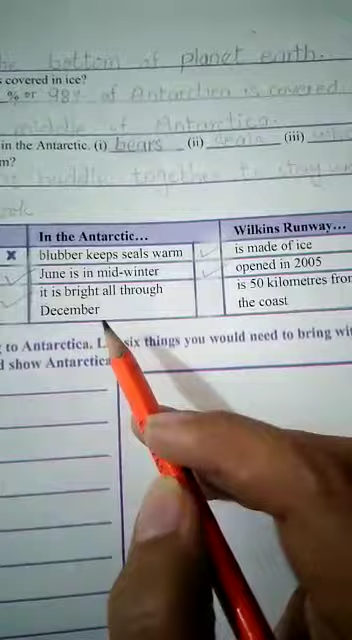 the bottom of planet earth.
s covered in ice?
% or 98% of Antarctica is covered
middle of Antarctica.
in the Antarctic. (i) bears (ii) (iii)
m?
huddle together to stay
ook
In the Antarctic... Wilkins Runway...
✗ blubber keeps seals warm ✓ is made of ice
✓ June is in mid-winter ✓ opened in 2005
✓ it is bright all through is 50 kilometres from
December the coast
to Antarctica. L six things you would need to bring wit
d show Antarctica